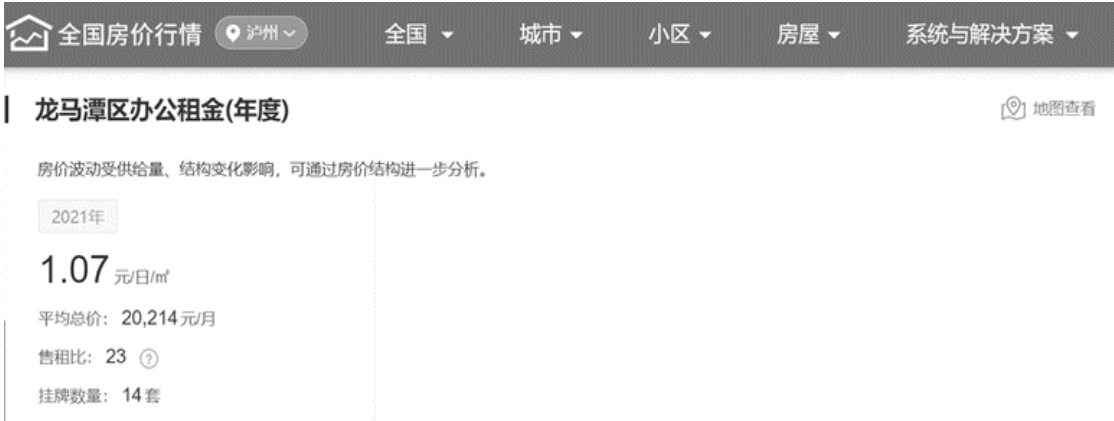 全国房价行情 泸州 全国 城市 小区 房屋 系统与解决方案
龙马潭区办公租金(年度) 地图查看
房价波动受供给量、结构变化影响，可通过房价结构进一步分析。
2021年
1.07 元/日/㎡
平均总价：20,214元/月
售租比：23 ?
挂牌数量：14套